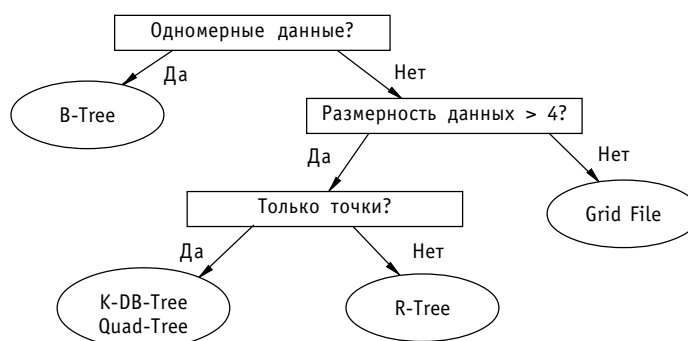 Одномерные данные?
Да
Нет
B-Tree
Размерность данных > 4?
Да
Нет
Только точки?
Grid File
Да
Нет
K-DB-Tree
Quad-Tree
R-Tree